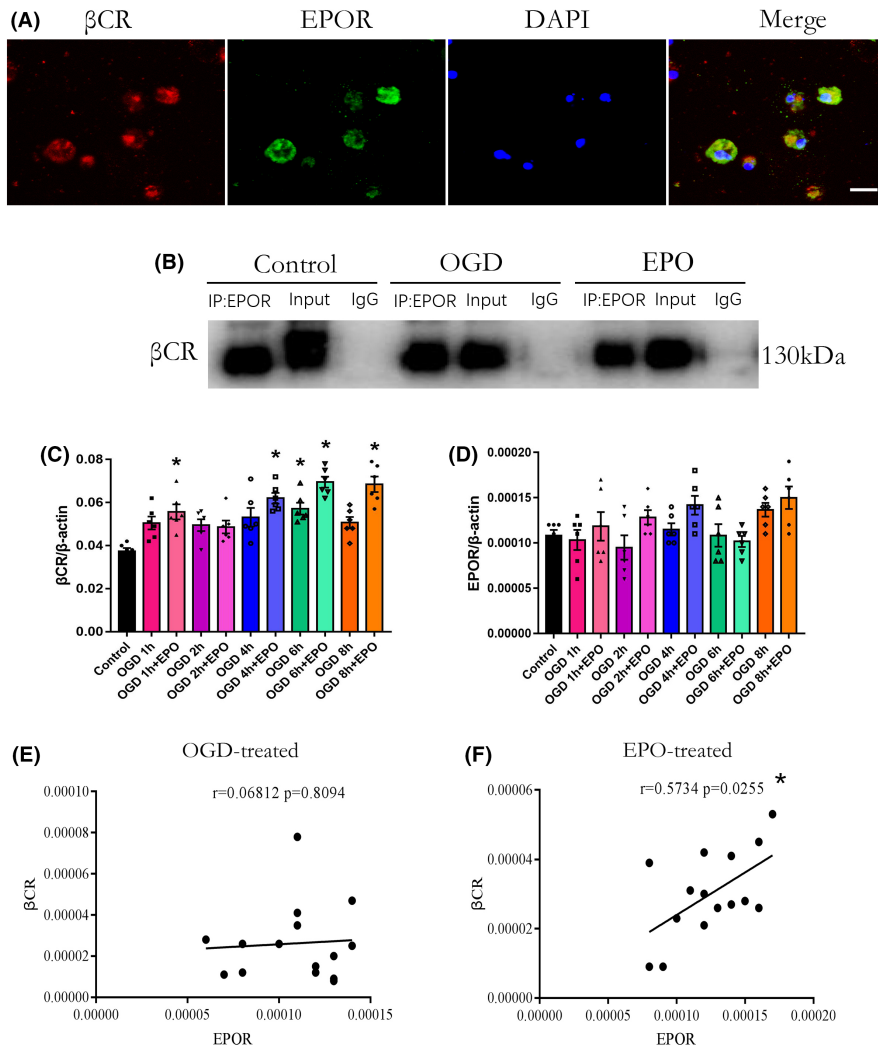 (A) βCR EPOR DAPI Merge
(B) Control OGD EPO
IP:EPOR Input IgG IP:EPOR Input IgG IP:EPOR Input IgG
βCR 130kDa
(C)
* * * * *
0.08
0.06
0.04
0.02
0.00
βCR/β-actin
Control
OGD 1h
OGD 1h+EPO
OGD 2h
OGD 2h+EPO
OGD 4h
OGD 4h+EPO
OGD 6h
OGD 6h+EPO
OGD 8h
OGD 8h+EPO
(D)
0.00020
0.00015
0.00010
0.00005
0.00000
EPOR/β-actin
Control
OGD 1h
OGD 1h+EPO
OGD 2h
OGD 2h+EPO
OGD 4h
OGD 4h+EPO
OGD 6h
OGD 6h+EPO
OGD 8h
OGD 8h+EPO
(E) OGD-treated
r=0.06812 p=0.8094
0.00010
0.00008
0.00006
0.00004
0.00002
0.00000
βCR
0.00000 0.00005 0.00010 0.00015
EPOR
(F) EPO-treated
r=0.5734 p=0.0255 *
0.00006
0.00004
0.00002
0.00000
βCR
0.00000 0.00005 0.00010 0.00015 0.00020
EPOR